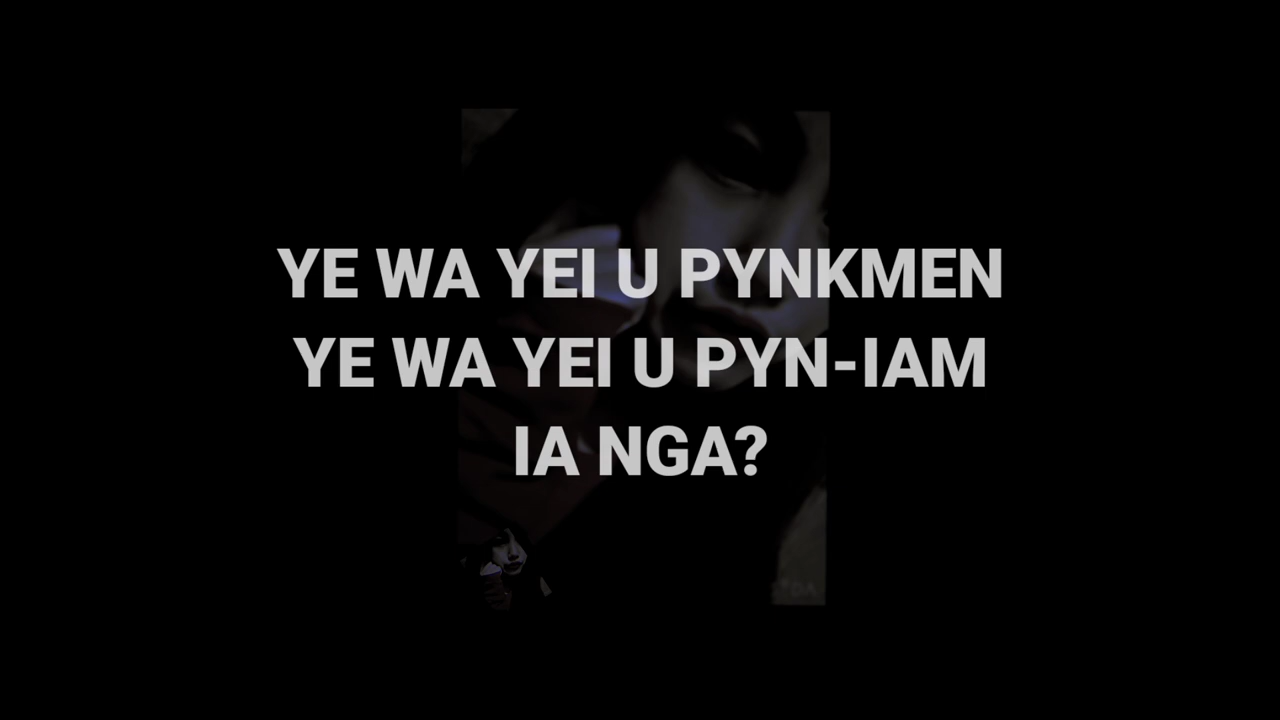 YE WA YEI U PYNKMEN
YE WA YEI U PYN-IAM
IA NGA?